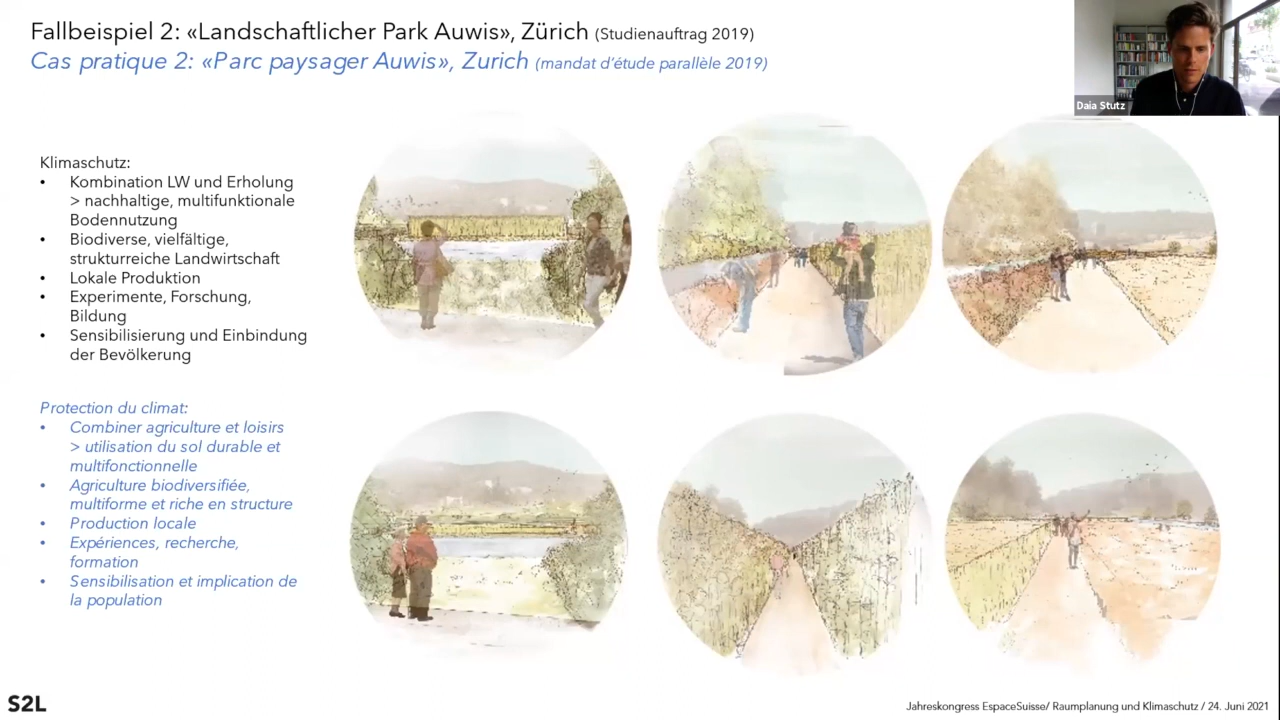 Fallbeispiel 2: «Landschaftlicher Park Auwis», Zürich (Studienauftrag 2019)
Cas pratique 2: «Parc paysager Auwis», Zurich (mandat d'étude parallèle 2019)
Daia Stutz
Klimaschutz:
• Kombination LW und Erholung
> nachhaltige, multifunktionale
Bodennutzung
• Biodiverse, vielfältige,
strukturreiche Landwirtschaft
• Lokale Produktion
• Experimente, Forschung,
Bildung
• Sensibilisierung und Einbindung
der Bevölkerung
Protection du climat:
• Combiner agriculture et loisirs
> utilisation du sol durable et
multifonctionnelle
• Agriculture biodiversifiée,
multiforme et riche en structure
• Production locale
• Expériences, recherche,
formation
• Sensibilisation et implication de
la population
S2L
Jahreskongress EspaceSuisse/ Raumplanung und Klimaschutz / 24. Juni 2021